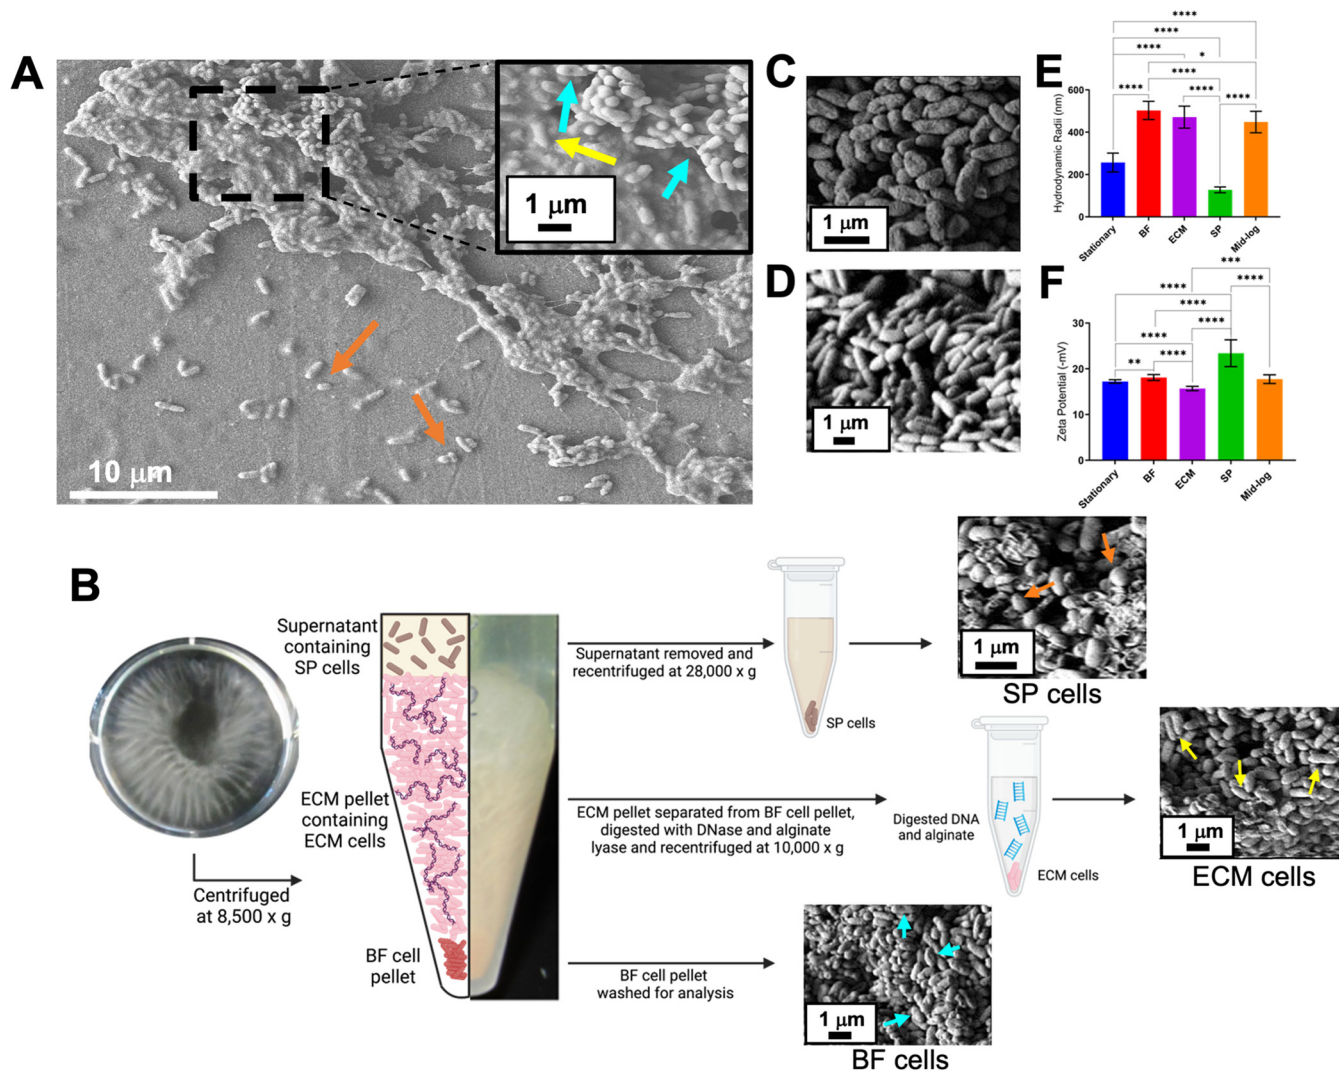 A
1 μm
10 μm
C
1 μm
D
1 μm
E
****
****
****
*
****
****
****
****
Hydrodynamic Radii (nm)
600
400
200
0
Stationary
BF
ECM
SP
Mid-log
F
***
****
****
****
****
****
**
****
Zeta Potential (-mV)
30
20
10
0
Stationary
BF
ECM
SP
Mid-log
B
Supernatant
containing
SP cells
ECM pellet
containing
ECM cells
Centrifuged
at 8,500 x g
BF cell
pellet
Supernatant removed and
recentrifuged at 28,000 x g
SP cells
1 μm
SP cells
ECM pellet separated from BF cell pellet,
digested with DNase and alginate
lyase and recentrifuged at 10,000 x g
Digested DNA
and alginate
ECM cells
1 μm
ECM cells
BF cell pellet
washed for analysis
1 μm
BF cells